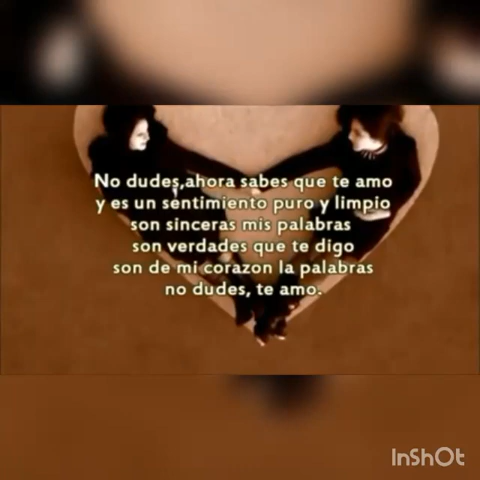 No dudes,ahora sabes que te amo
y es un sentimiento puro y limpio
son sinceras mis palabras
son verdades que te digo
son de mi corazon la palabras
no dudes, te amo.
InShOt